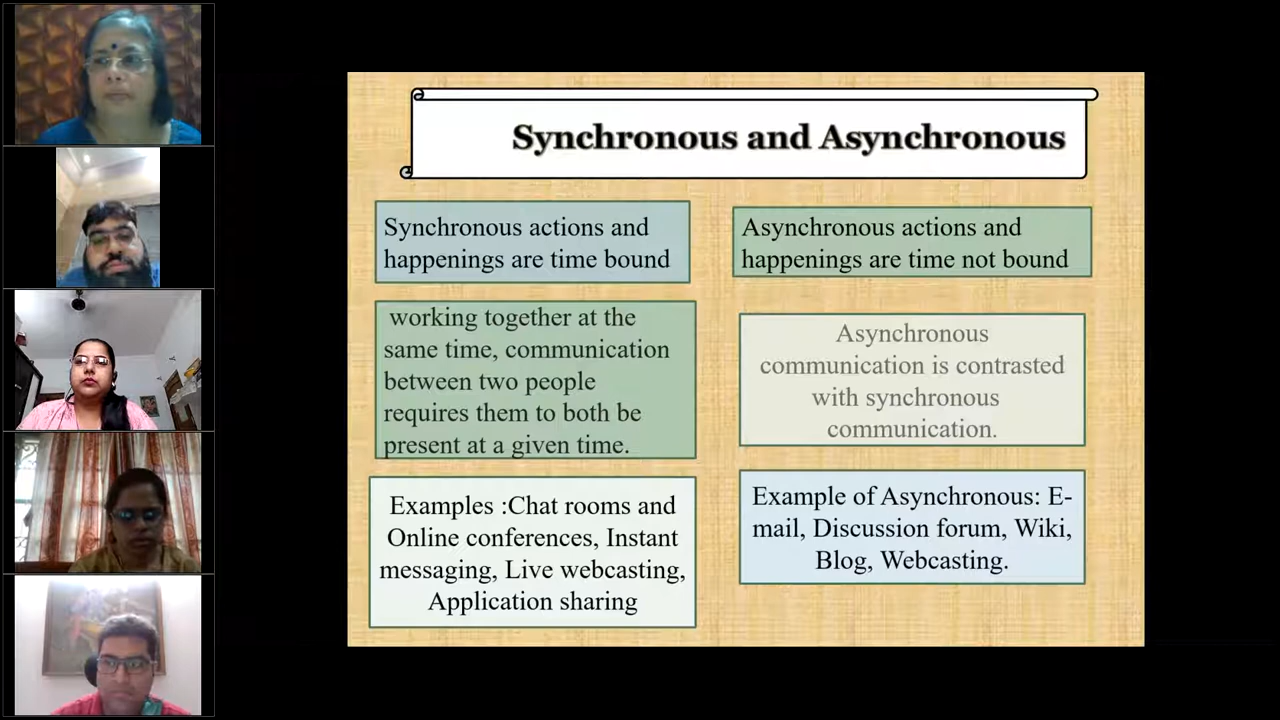 Synchronous and Asynchronous
Synchronous actions and
happenings are time bound
working together at the
same time, communication
between two people
requires them to both be
present at a given time.
Examples :Chat rooms and
Online conferences, Instant
messaging, Live webcasting,
Application sharing
Asynchronous actions and
happenings are time not bound
Asynchronous
communication is contrasted
with synchronous
communication.
Example of Asynchronous: E-
mail, Discussion forum, Wiki,
Blog, Webcasting.